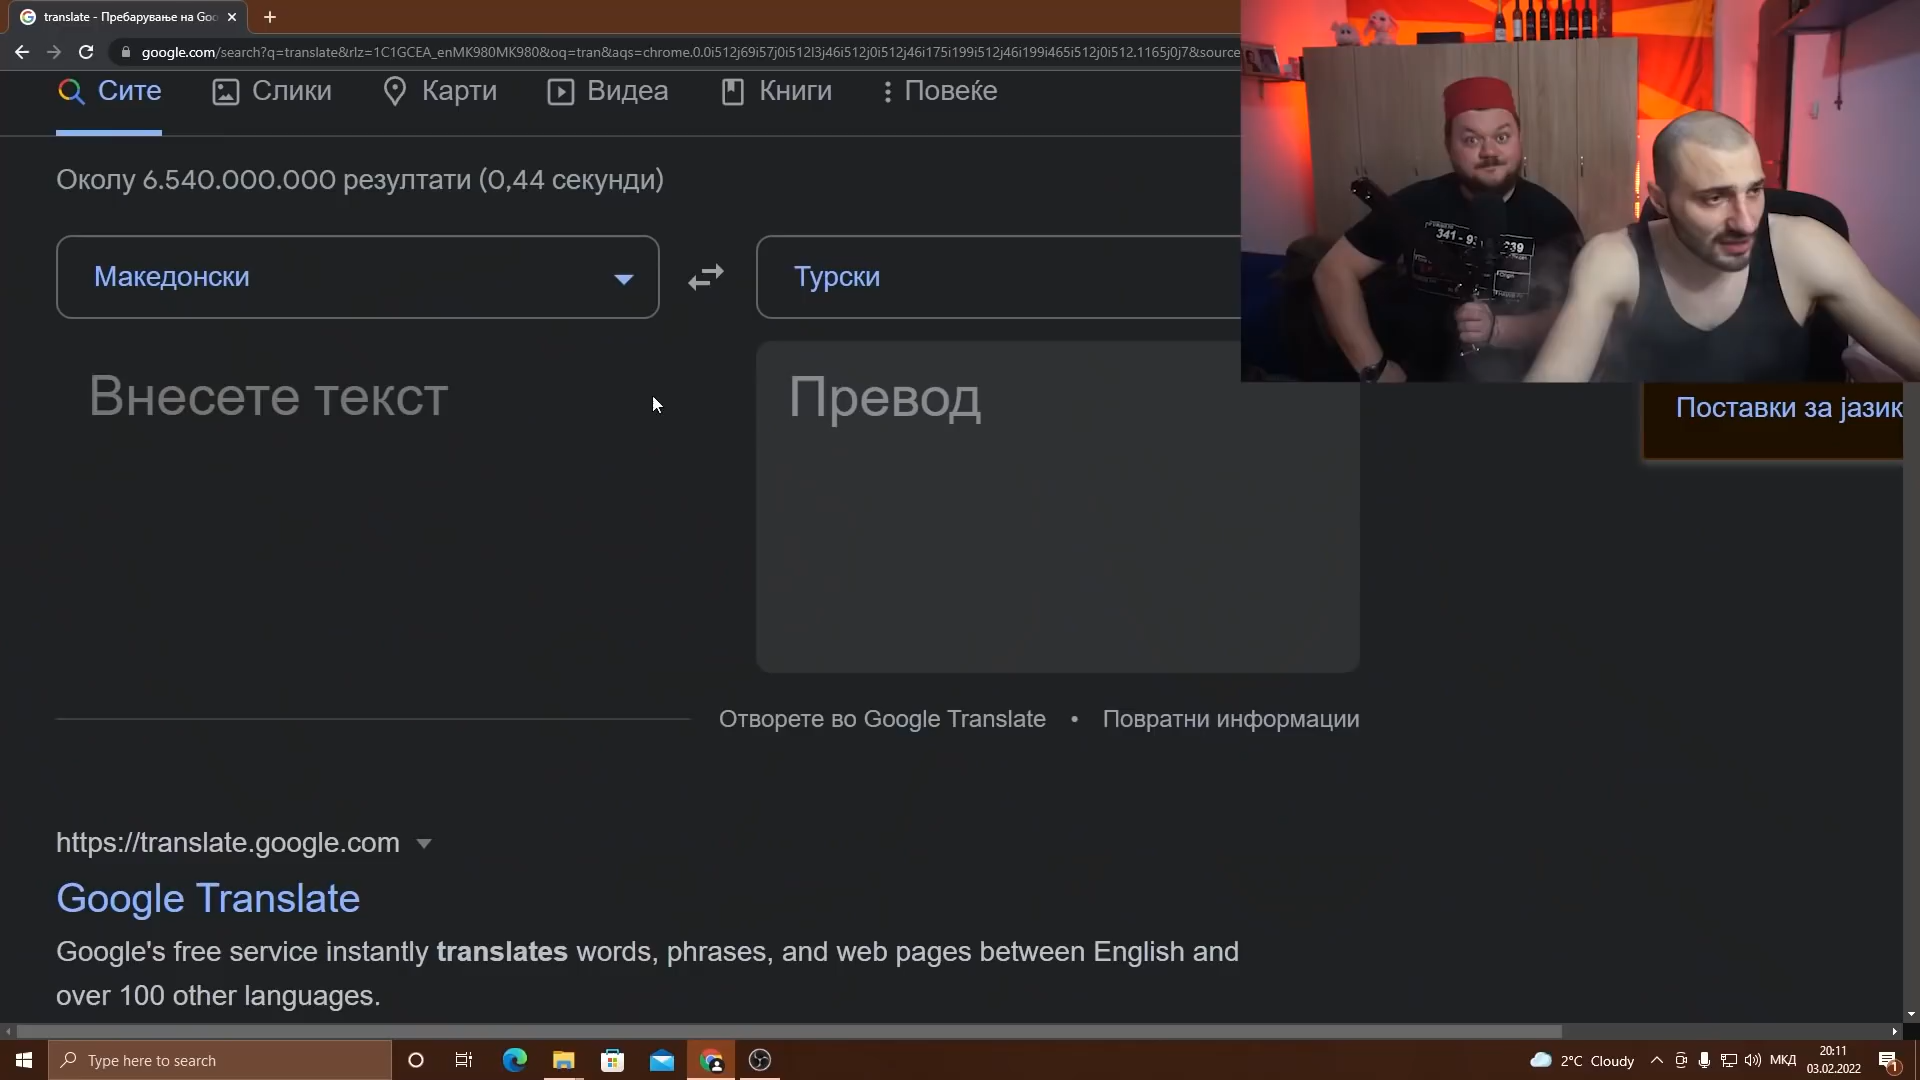 translate - Пребарување на Goo
google.com/search?q=translate&rlz=1C1GCEA_enMK980MK980&oq=tran&aqs=chrome.0.0i512j69i57j0i512l3j46i512j0i512j46i175i199i512j46i199i465i512j0i512.1165j0j7&source
Сите Слики Карти Видеа Книги Повеќе
Околу 6.540.000.000 резултати (0,44 секунди)
Македонски Турски
Внесете текст Превод
Поставки за јазик
Отворете во Google Translate • Повратни информации
https://translate.google.com
Google Translate
Google's free service instantly translates words, phrases, and web pages between English and
over 100 other languages.
Type here to search
2°C Cloudy
МКД
20:11
03.02.2022
1